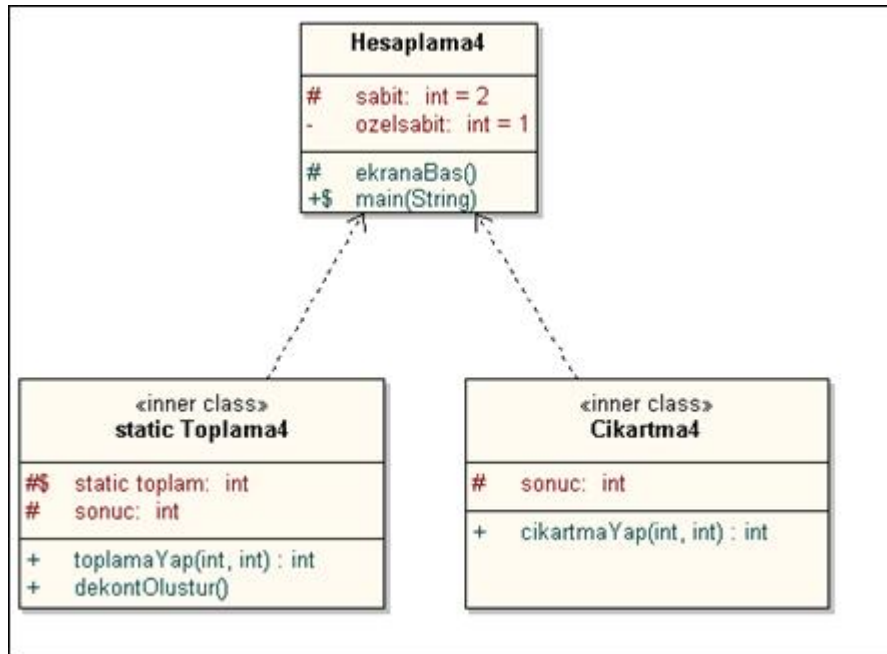 Hesaplama4
# sabit: int = 2
- ozelsabit: int = 1
# ekranaBas()
+$ main(String)
«inner class»
static Toplama4
#$ static toplam: int
# sonuc: int
+ toplamaYap(int, int) : int
+ dekontOlustur()
«inner class»
Cikartma4
# sonuc: int
+ cikartmaYap(int, int) : int